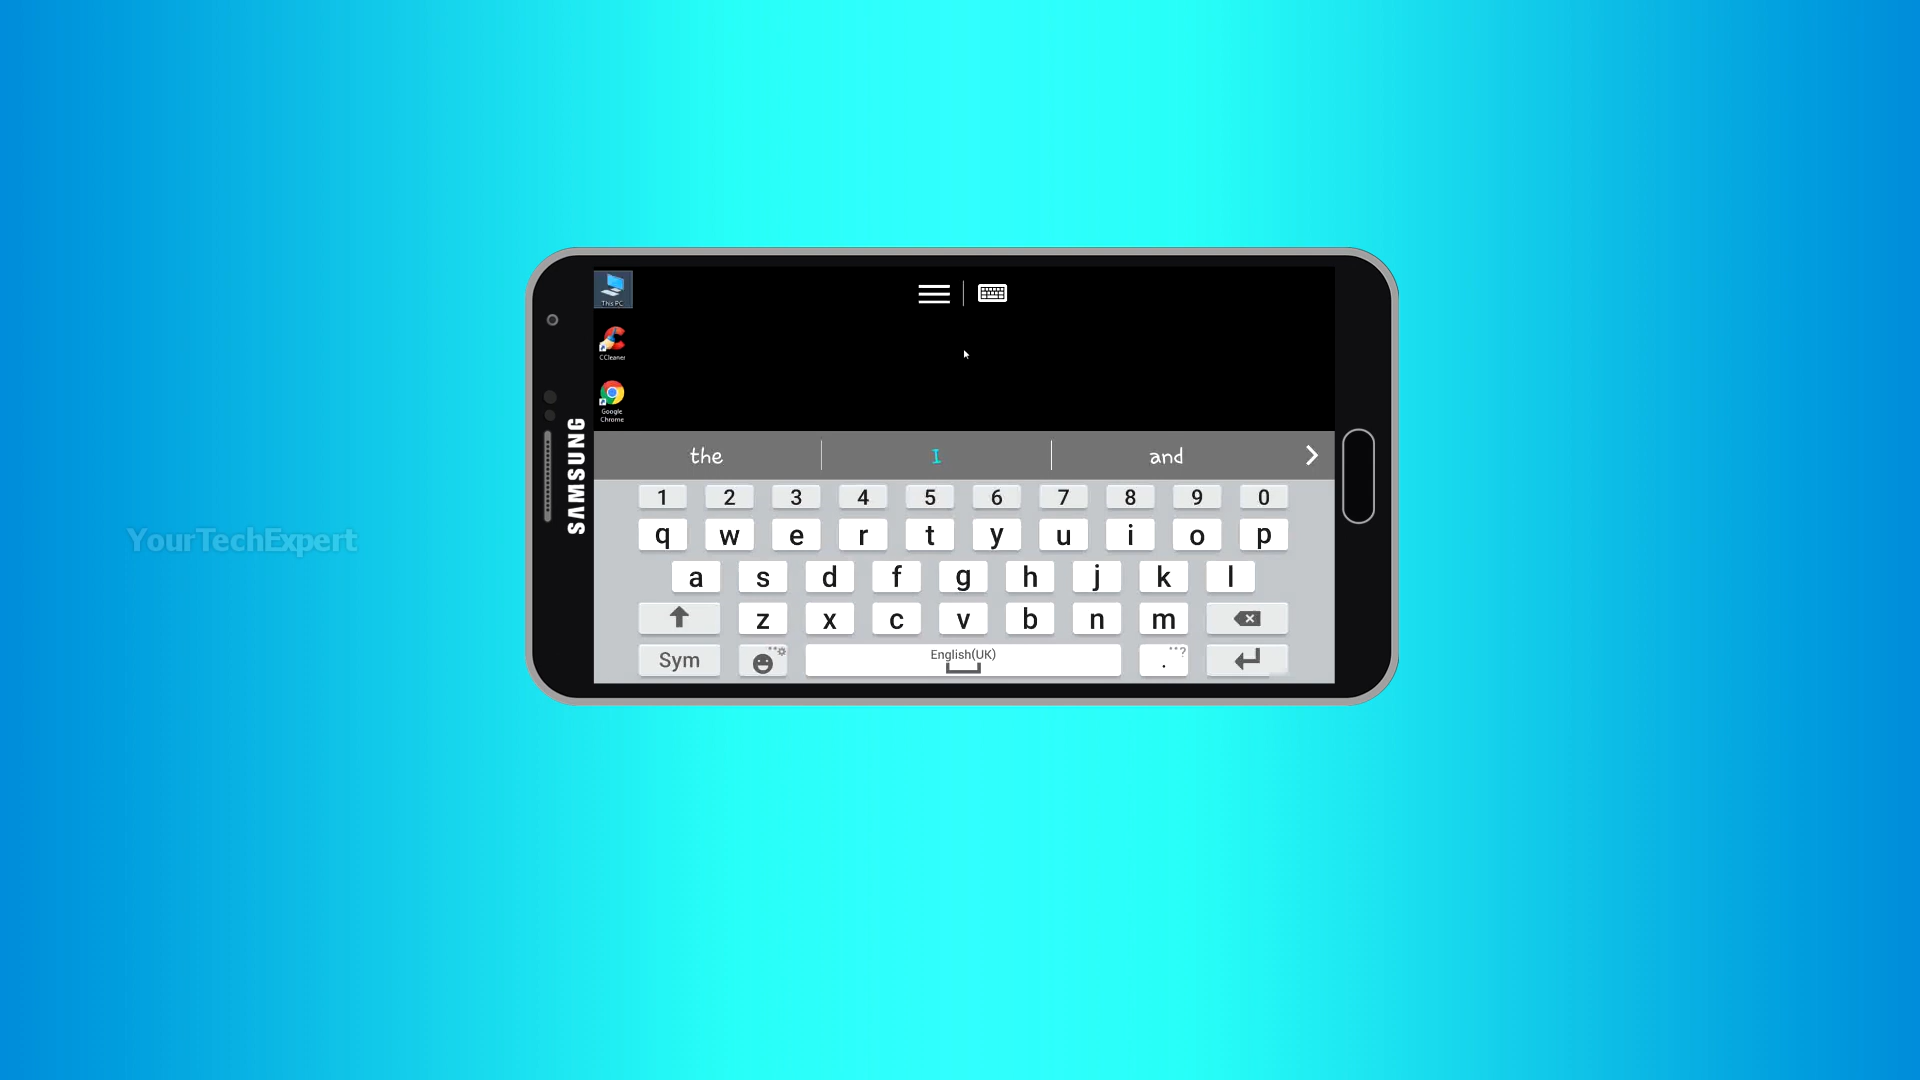 This PC
CCleaner
Google
Chrome
SAMSUNG
the I and
1 2 3 4 5 6 7 8 9 0
q w e r t y u i o p
a s d f g h j k l
z x c v b n m
Sym English(UK) . ?
YourTechExpert